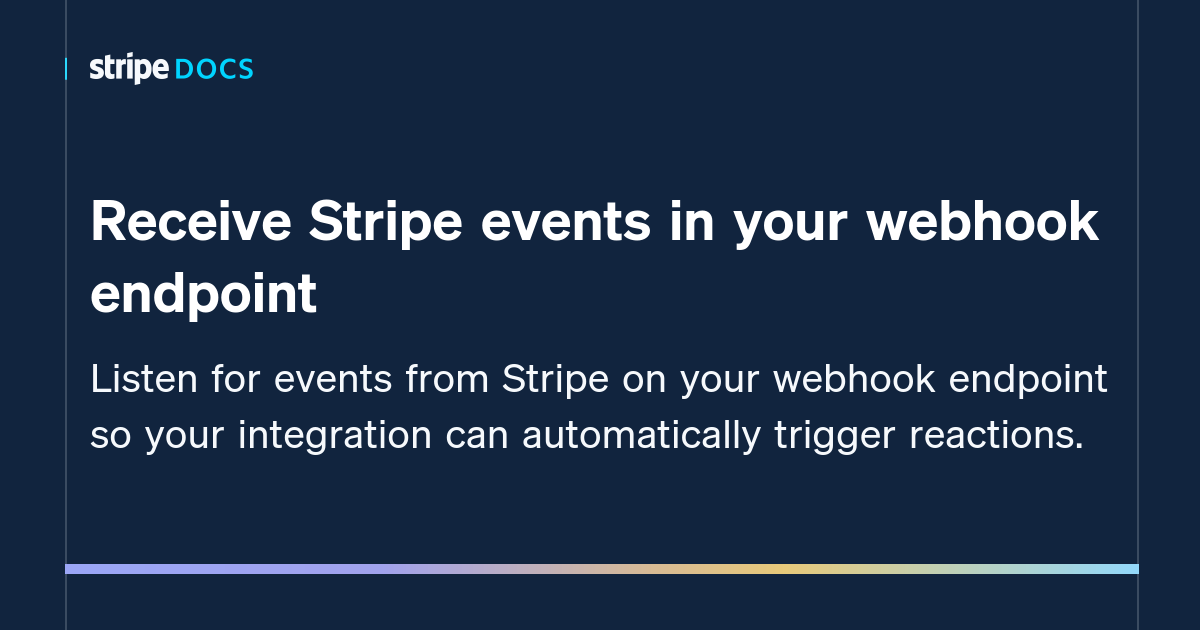 stripe DOCS
Receive Stripe events in your webhook
endpoint
Listen for events from Stripe on your webhook endpoint
so your integration can automatically trigger reactions.